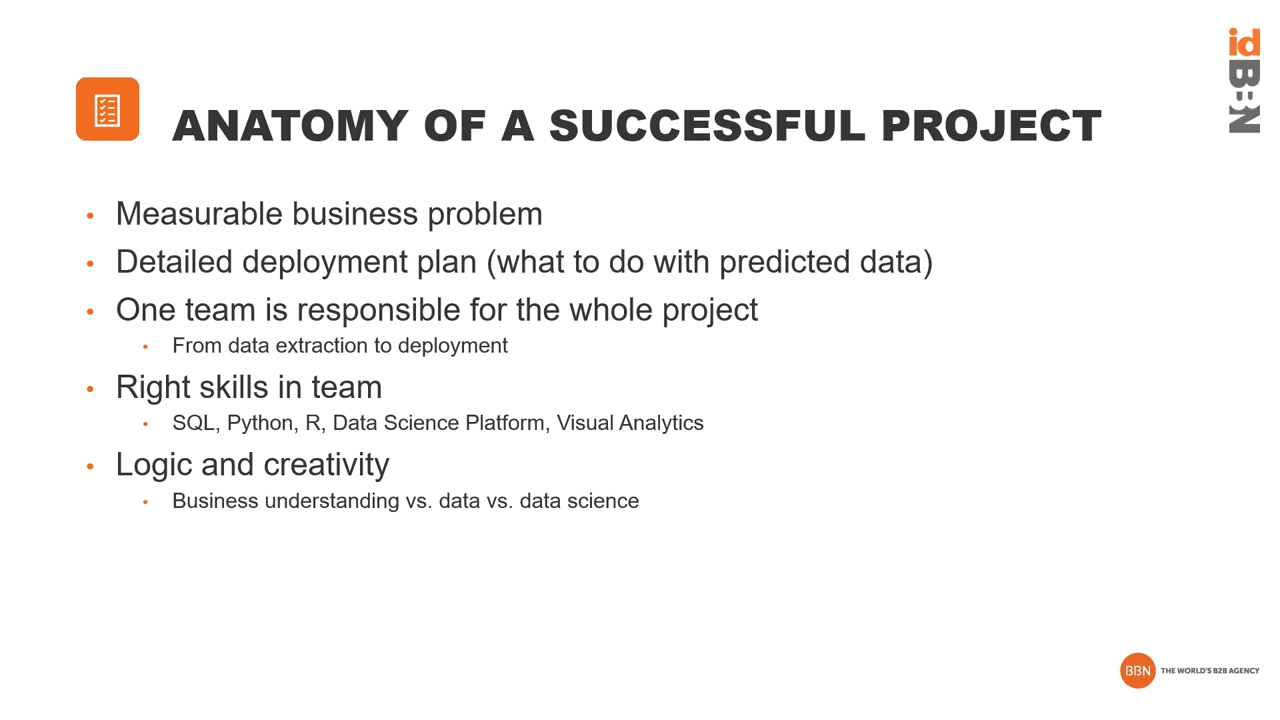 ANATOMY OF A SUCCESSFUL PROJECT
idBBN
• Measurable business problem
• Detailed deployment plan (what to do with predicted data)
• One team is responsible for the whole project
• From data extraction to deployment
• Right skills in team
• SQL, Python, R, Data Science Platform, Visual Analytics
• Logic and creativity
• Business understanding vs. data vs. data science
BBN THE WORLD'S B2B AGENCY